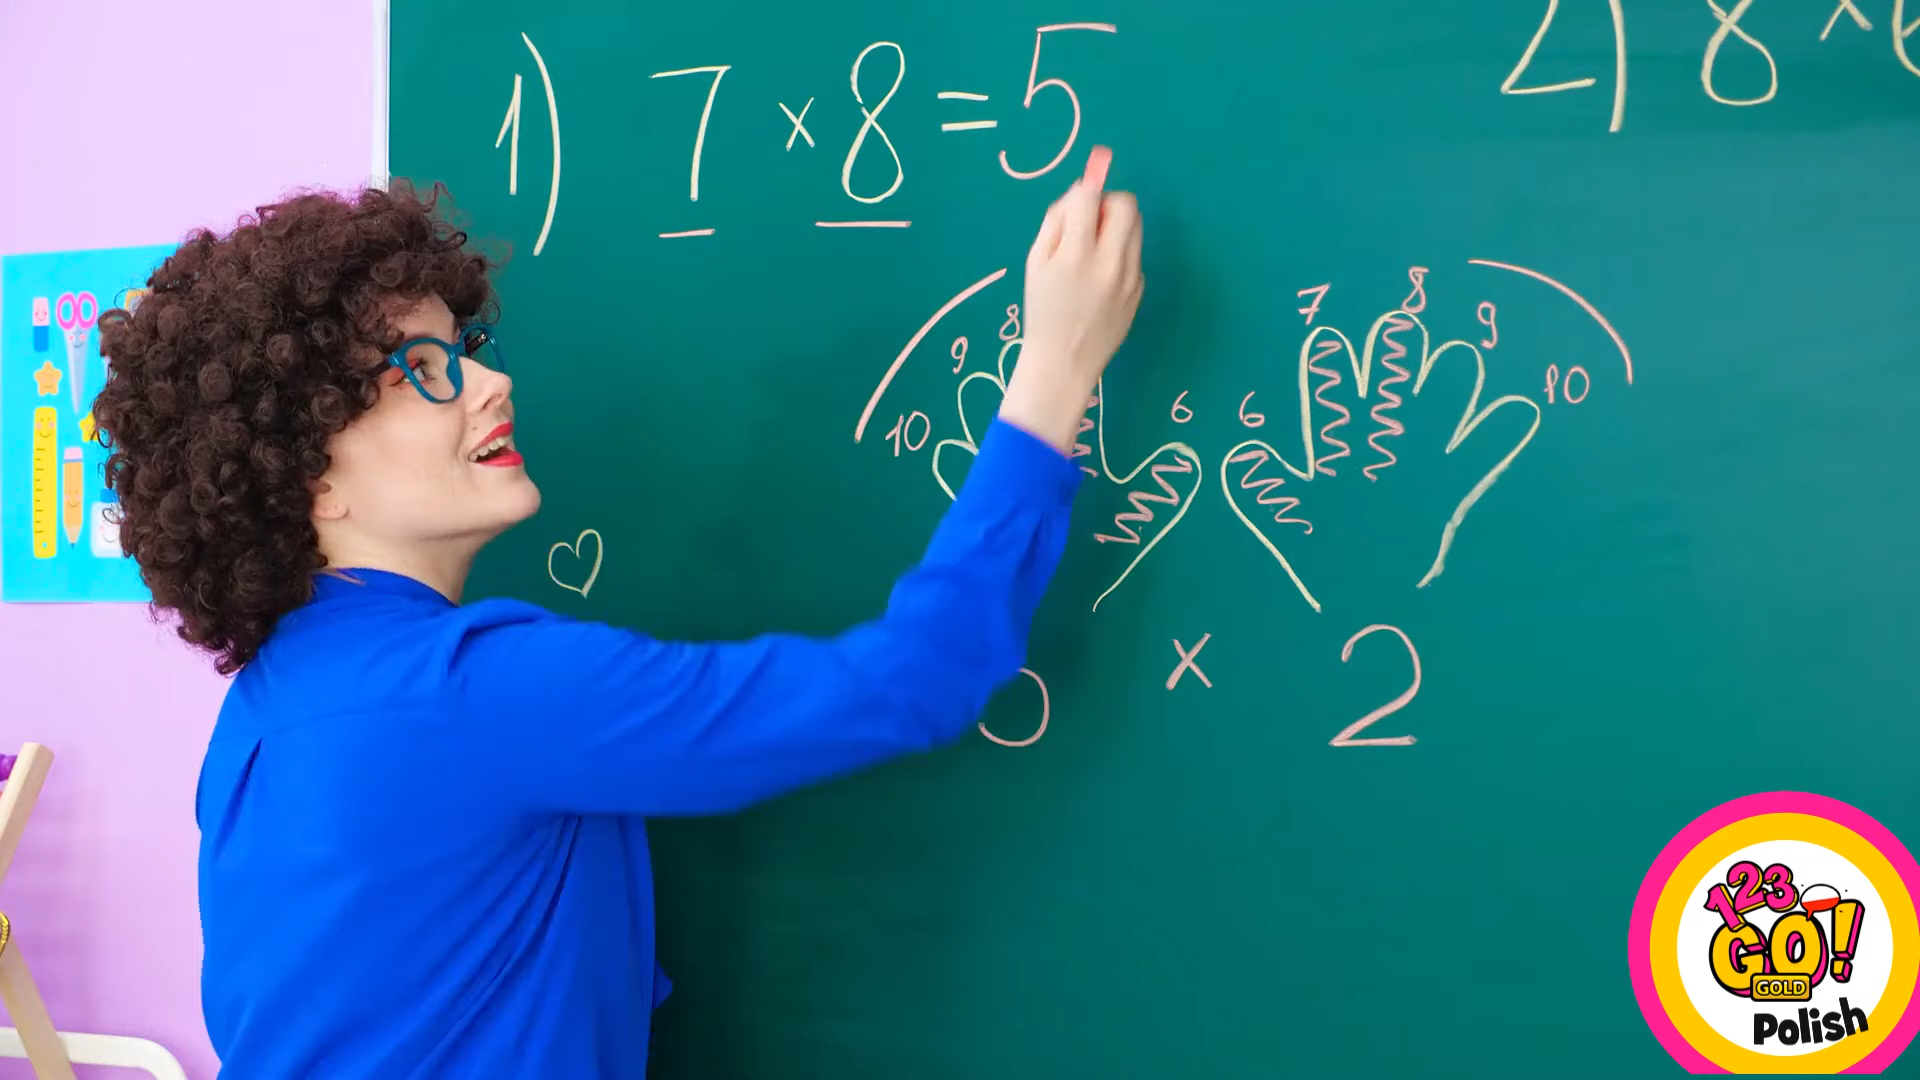 1) 7 x 8 = 5
2) 8 x
8 7 8
9 9
10 6 6 10
x 2
123
GO!
GOLD
Polish